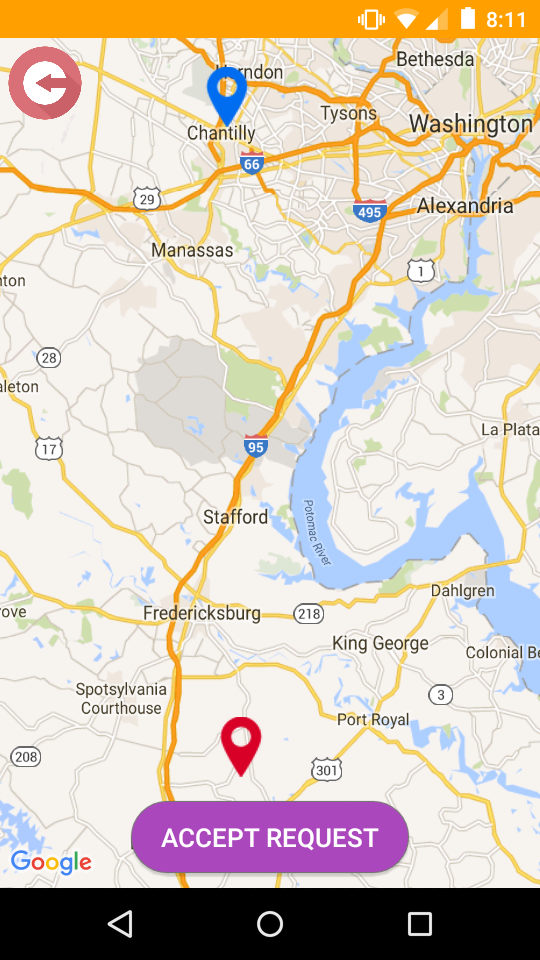 8:11
Herndon
Bethesda
Tysons
Chantilly
Washington
66
29
495
Alexandria
Manassas
1
nton
28
aleton
17
La Plata
95
Potomac River
Stafford
Dahlgren
rove
Fredericksburg
218
King George
Colonial Be
Spotsylvania
Courthouse
3
Port Royal
208
301
ACCEPT REQUEST
Google